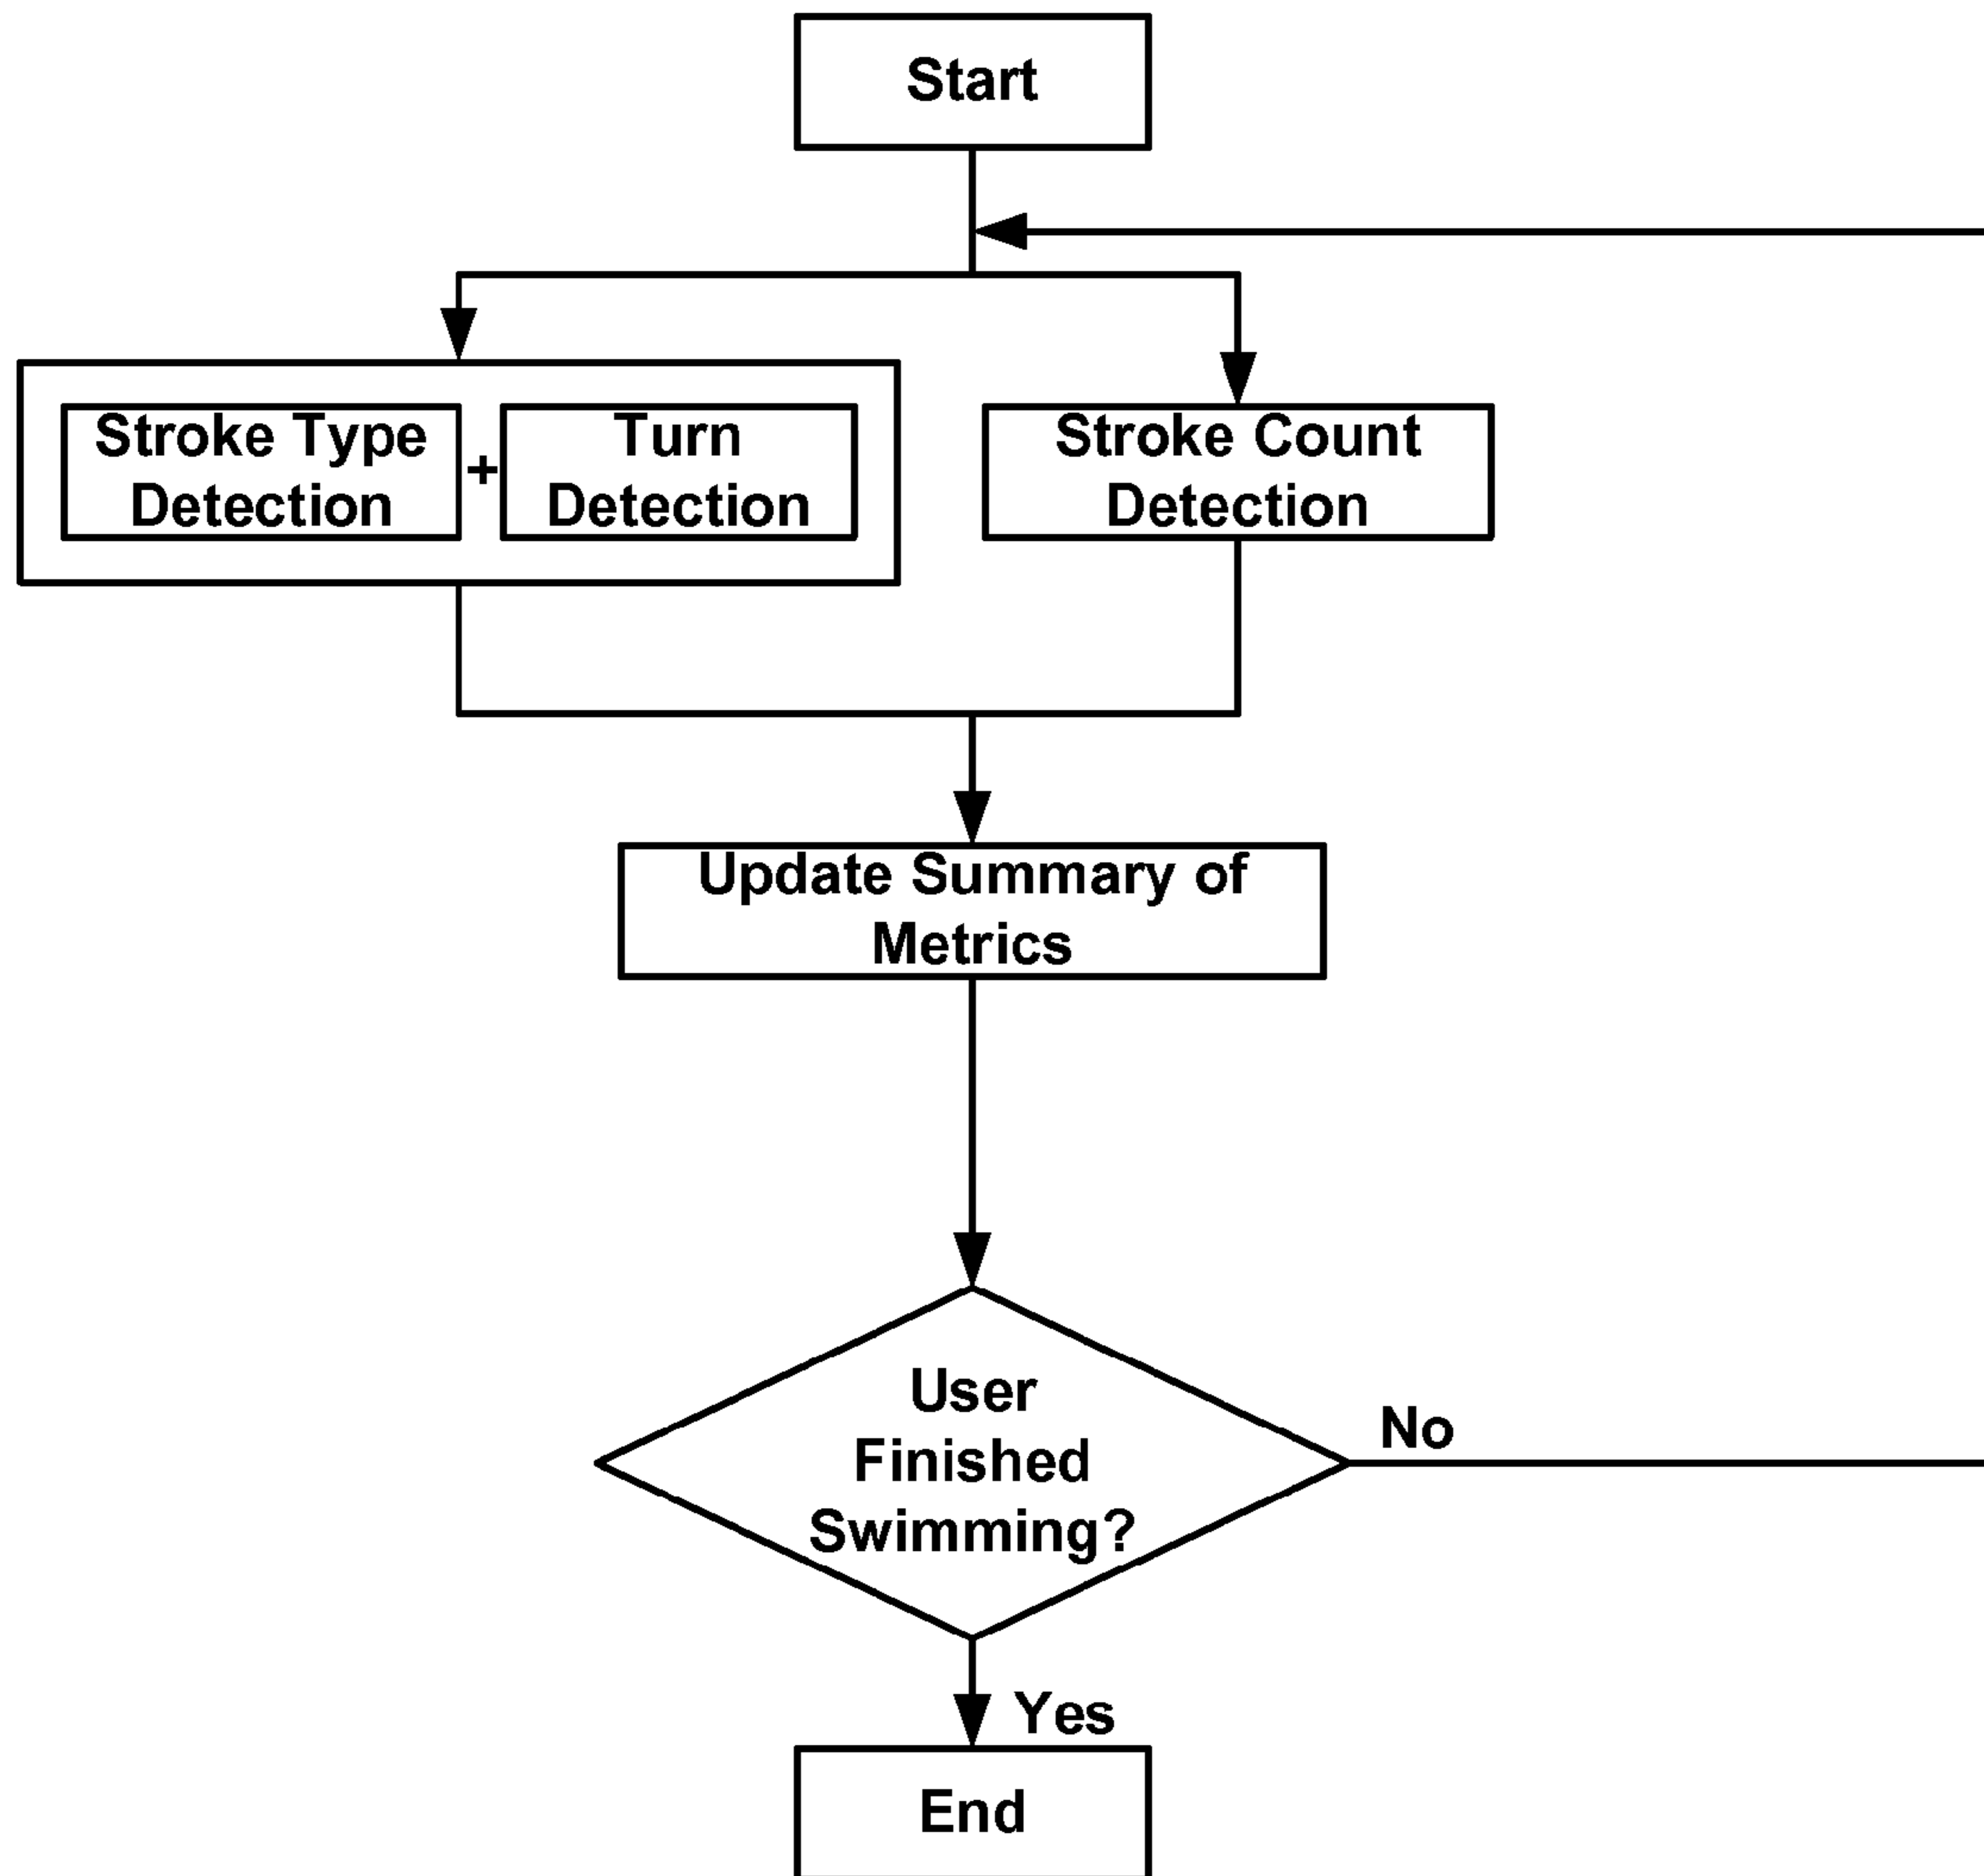 Start
Stroke Type
Detection
+
Turn
Detection
Stroke Count
Detection
Update Summary of
Metrics
User
Finished
Swimming?
No
Yes
End